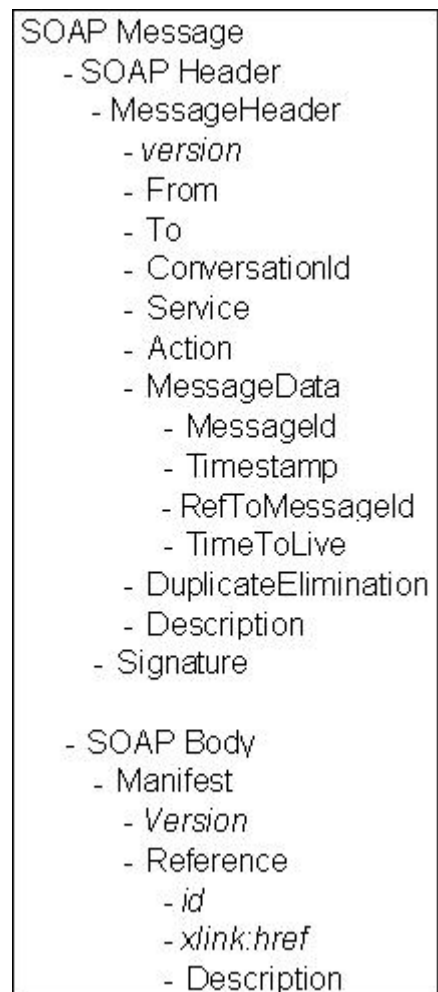 SOAP Message
- SOAP Header
- MessageHeader
- version
- From
- To
- ConversationId
- Service
- Action
- MessageData
- MessageId
- Timestamp
- RefToMessageId
- TimeToLive
- DuplicateElimination
- Description
- Signature
- SOAP Body
- Manifest
- Version
- Reference
- id
- xlink:href
- Description